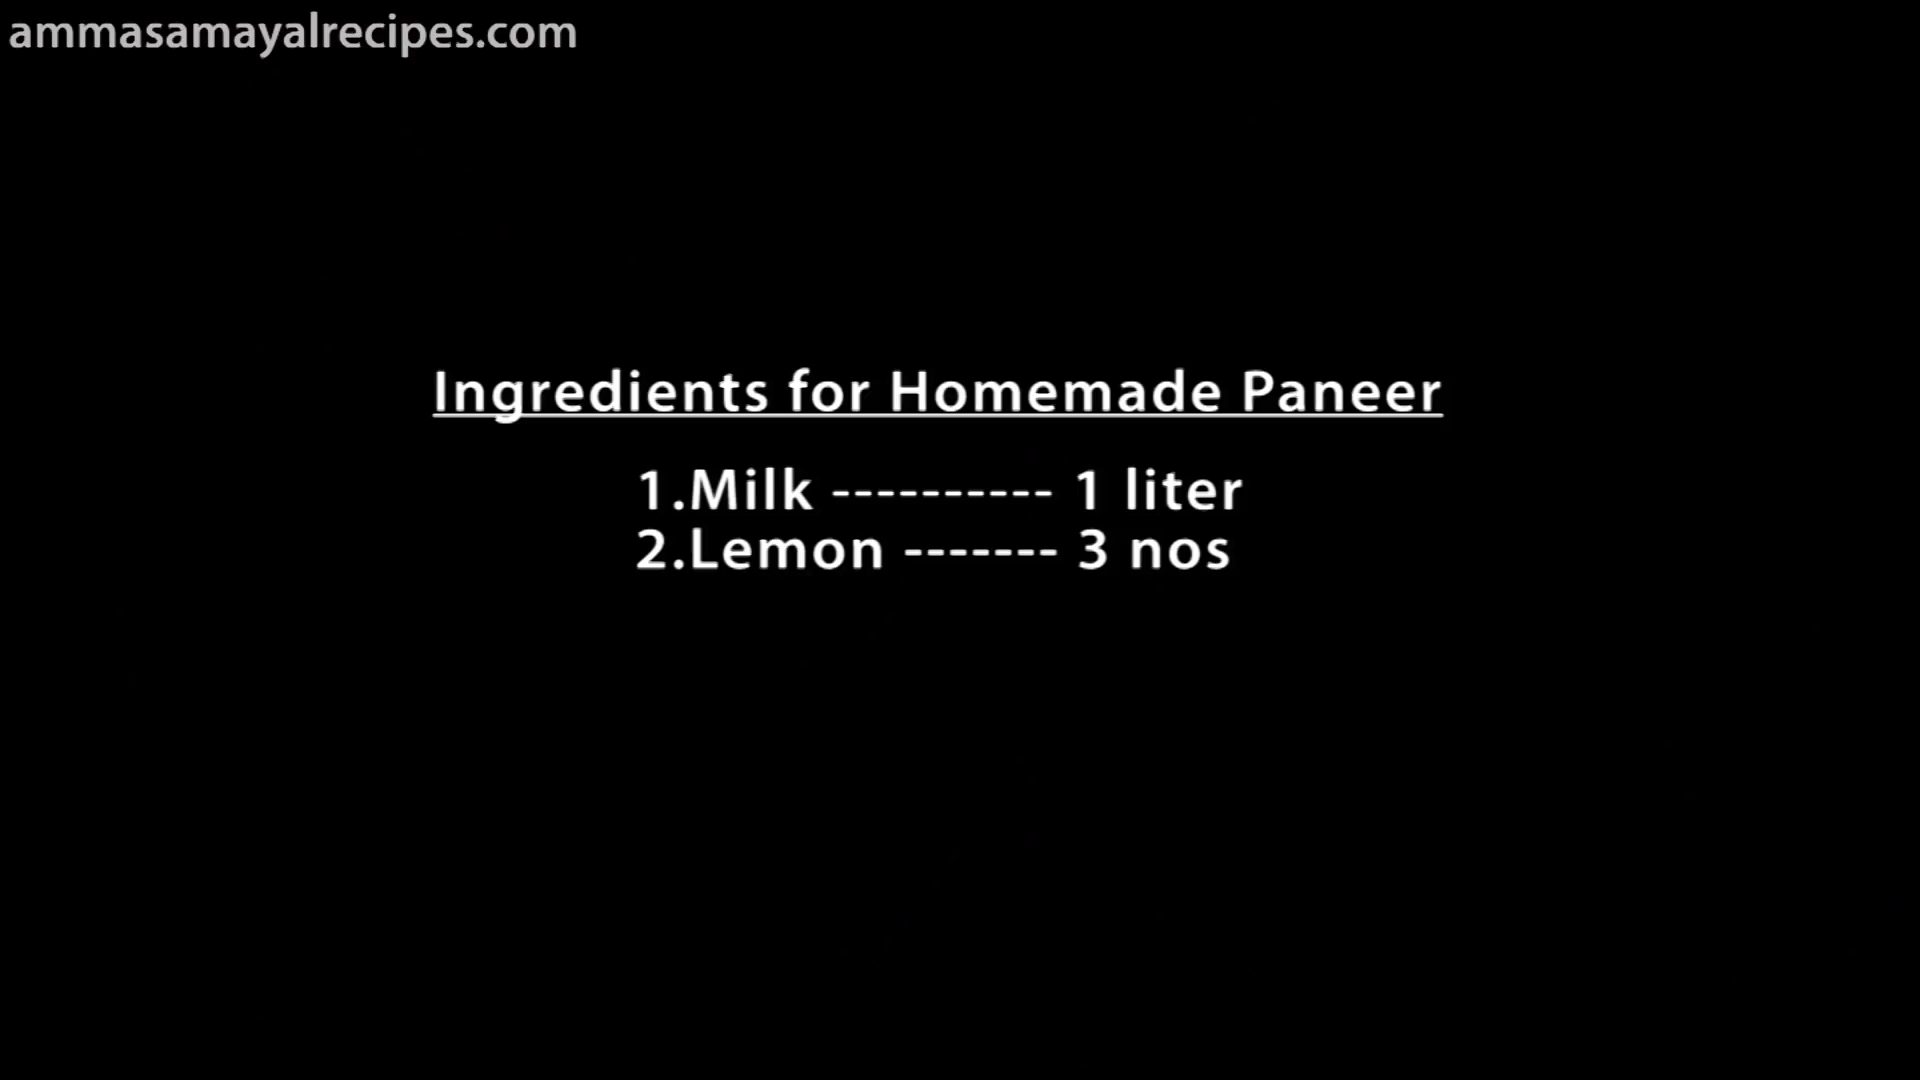 ammasamayalrecipes.com
Ingredients for Homemade Paneer
1.Milk ---------- 1 liter
2.Lemon ------- 3 nos